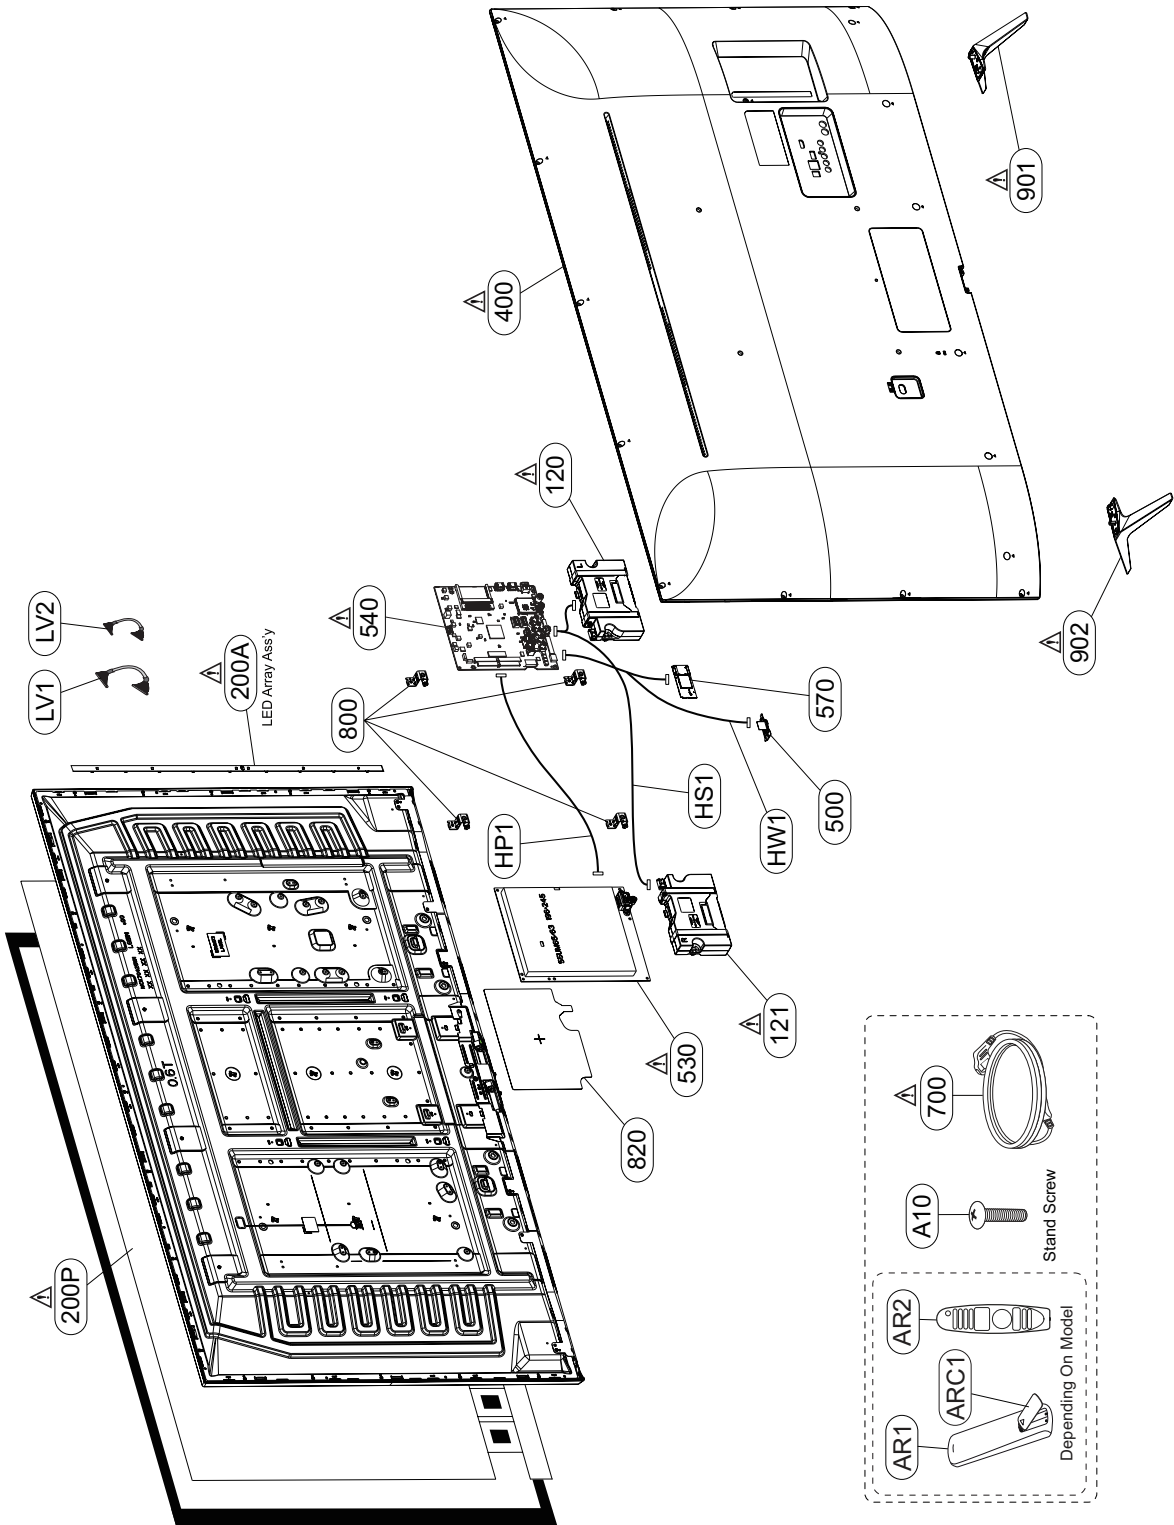 LV1
LV2
200A
LED Array Ass'y
200P
800
540
120
400
901
902
HP1
HS1
HW1
570
500
530
121
820
0.6T
700
A10
Stand Screw
AR2
AR1
ARC1
Depending On Model